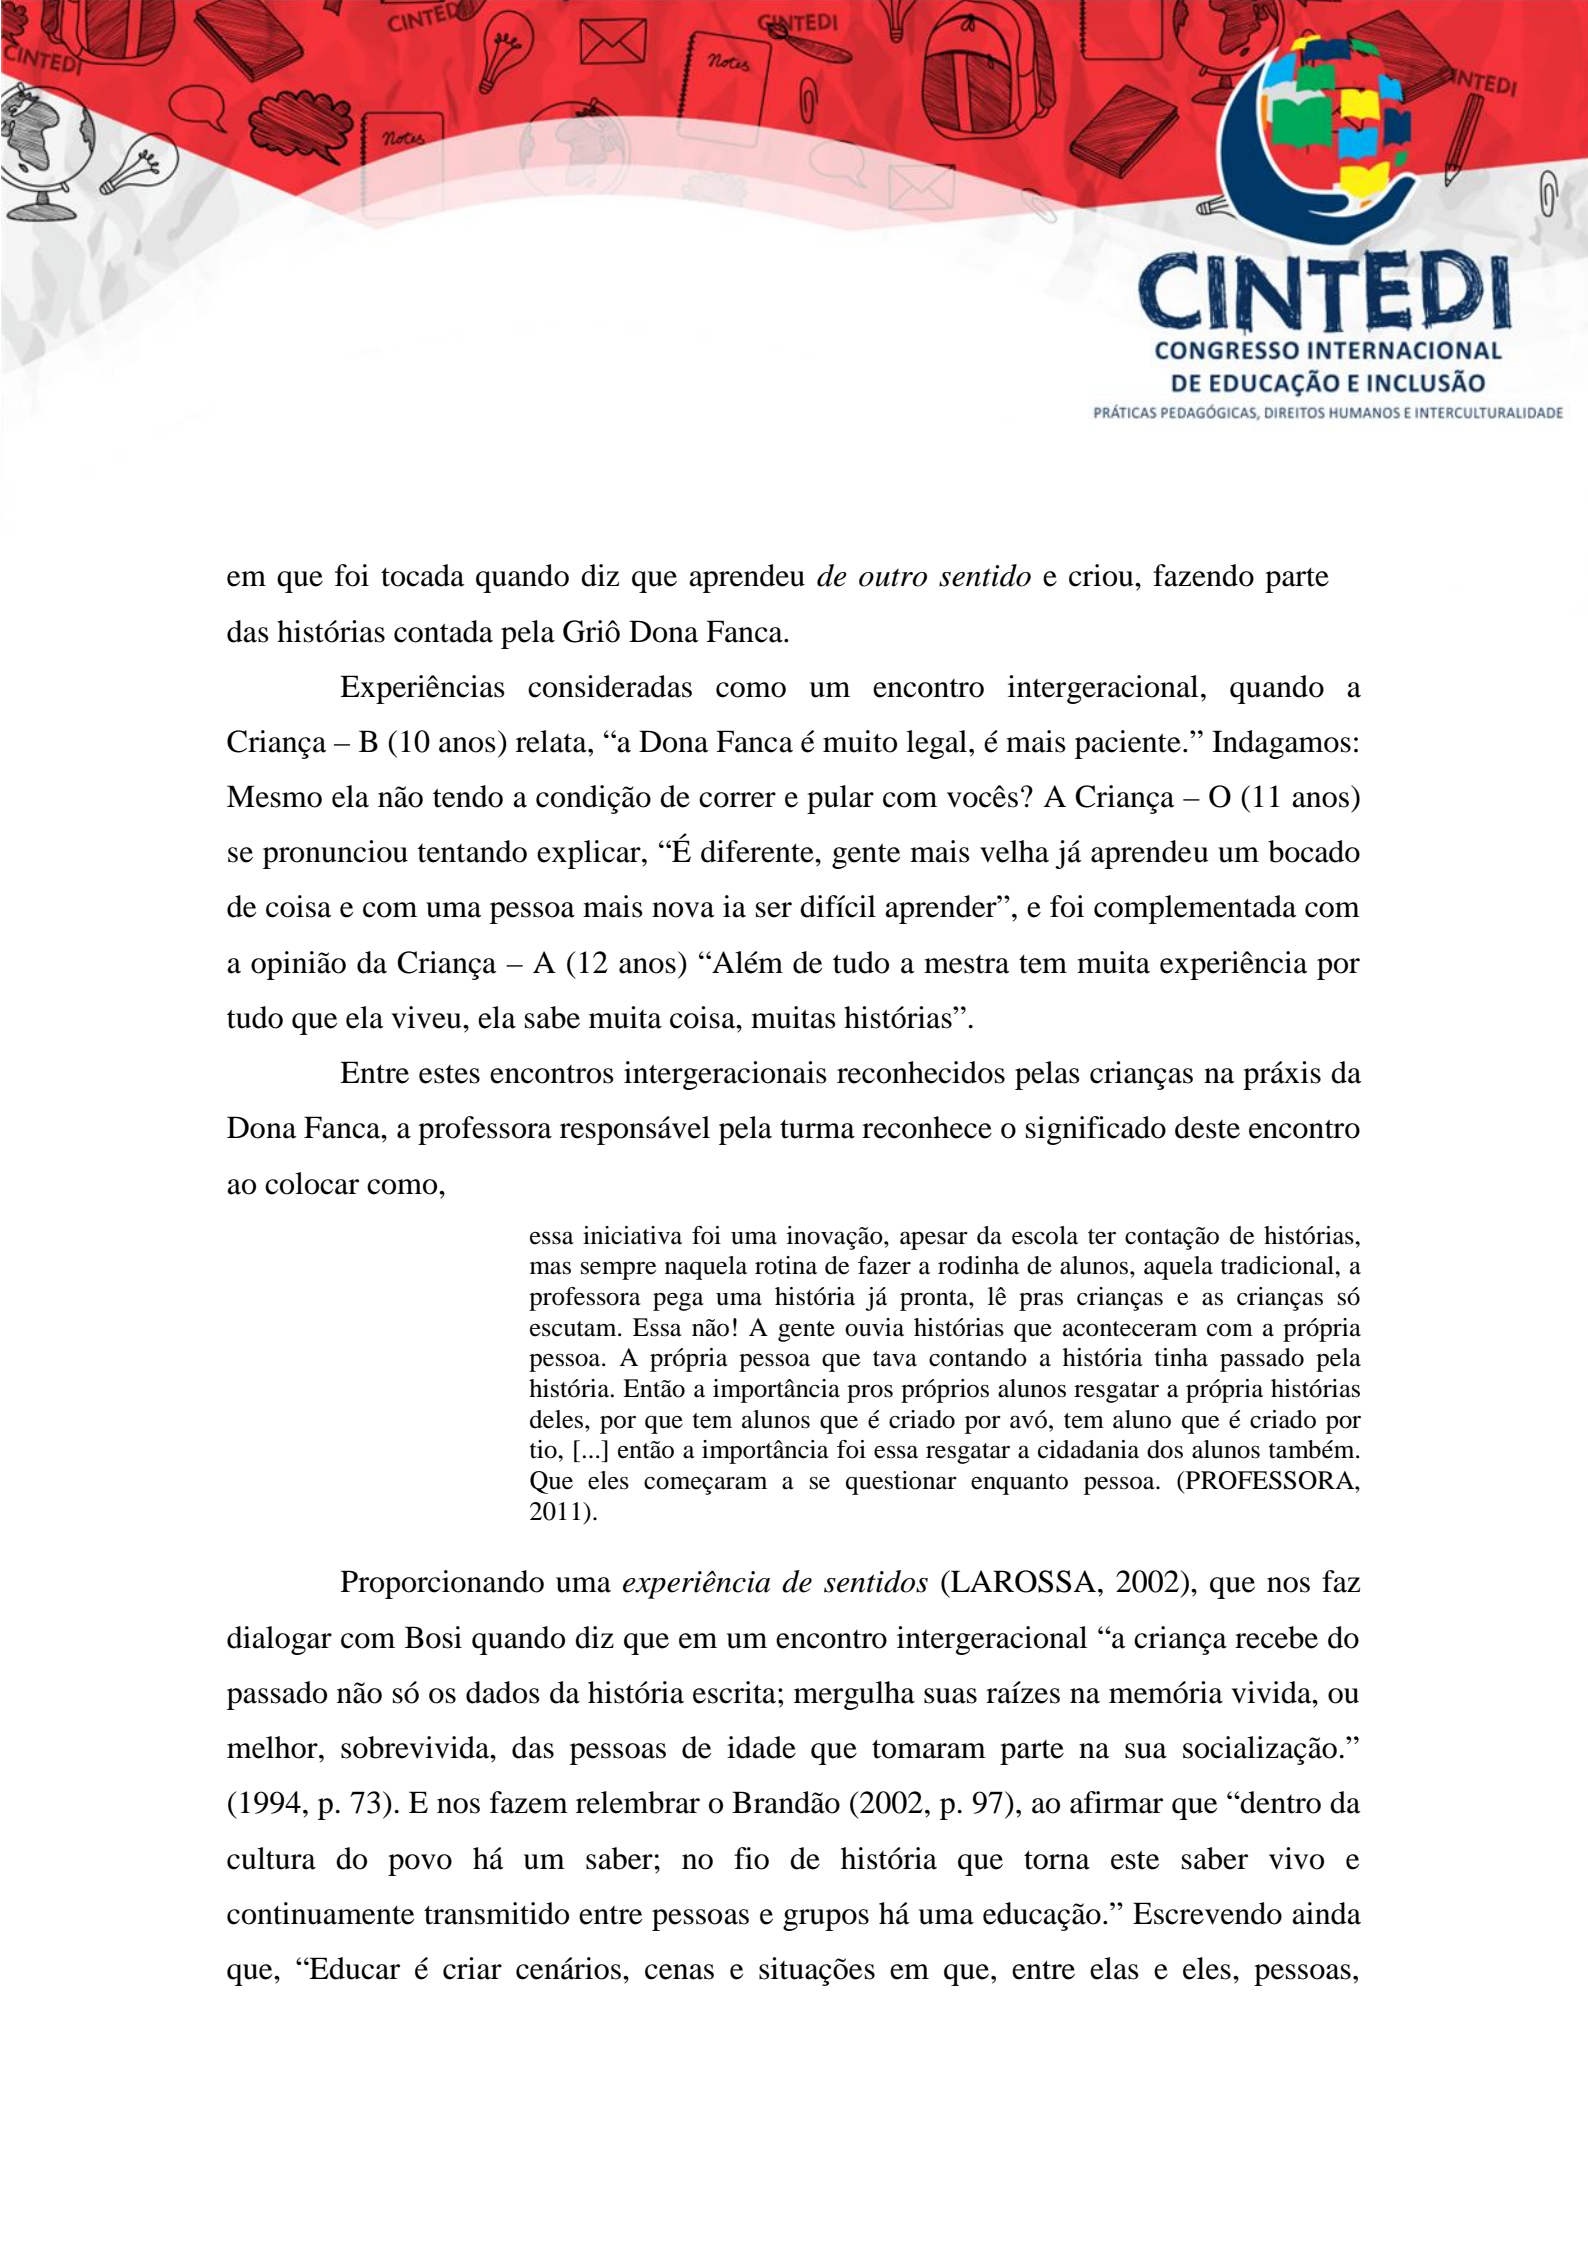 CINTEDI
CINTEDI
CINTEDI
Notes
Notes
INTEDI
CINTEDI
CONGRESSO INTERNACIONAL
DE EDUCAÇÃO E INCLUSÃO
PRÁTICAS PEDAGÓGICAS, DIREITOS HUMANOS E INTERCULTURALIDADE
em que foi tocada quando diz que aprendeu de outro sentido e criou, fazendo parte
das histórias contada pela Griô Dona Fanca.
Experiências consideradas como um encontro intergeracional, quando a
Criança – B (10 anos) relata, “a Dona Fanca é muito legal, é mais paciente.” Indagamos:
Mesmo ela não tendo a condição de correr e pular com vocês? A Criança – O (11 anos)
se pronunciou tentando explicar, “É diferente, gente mais velha já aprendeu um bocado
de coisa e com uma pessoa mais nova ia ser difícil aprender”, e foi complementada com
a opinião da Criança – A (12 anos) “Além de tudo a mestra tem muita experiência por
tudo que ela viveu, ela sabe muita coisa, muitas histórias”.
Entre estes encontros intergeracionais reconhecidos pelas crianças na práxis da
Dona Fanca, a professora responsável pela turma reconhece o significado deste encontro
ao colocar como,
essa iniciativa foi uma inovação, apesar da escola ter contação de histórias,
mas sempre naquela rotina de fazer a rodinha de alunos, aquela tradicional, a
professora pega uma história já pronta, lê pras crianças e as crianças só
escutam. Essa não! A gente ouvia histórias que aconteceram com a própria
pessoa. A própria pessoa que tava contando a história tinha passado pela
história. Então a importância pros próprios alunos resgatar a própria histórias
deles, por que tem alunos que é criado por avó, tem aluno que é criado por
tio, [...] então a importância foi essa resgatar a cidadania dos alunos também.
Que eles começaram a se questionar enquanto pessoa. (PROFESSORA,
2011).
Proporcionando uma experiência de sentidos (LAROSSA, 2002), que nos faz
dialogar com Bosi quando diz que em um encontro intergeracional “a criança recebe do
passado não só os dados da história escrita; mergulha suas raízes na memória vivida, ou
melhor, sobrevivida, das pessoas de idade que tomaram parte na sua socialização.”
(1994, p. 73). E nos fazem relembrar o Brandão (2002, p. 97), ao afirmar que “dentro da
cultura do povo há um saber; no fio de história que torna este saber vivo e
continuamente transmitido entre pessoas e grupos há uma educação.” Escrevendo ainda
que, “Educar é criar cenários, cenas e situações em que, entre elas e eles, pessoas,